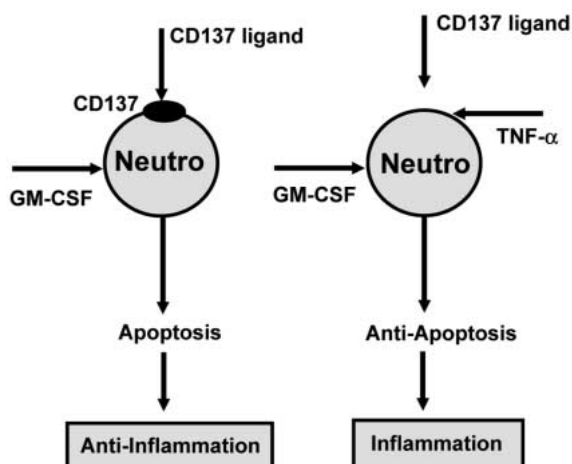 CD137 ligand
CD137
Neutro
GM-CSF
Apoptosis
Anti-Inflammation
CD137 ligand
TNF-α
Neutro
GM-CSF
Anti-Apoptosis
Inflammation